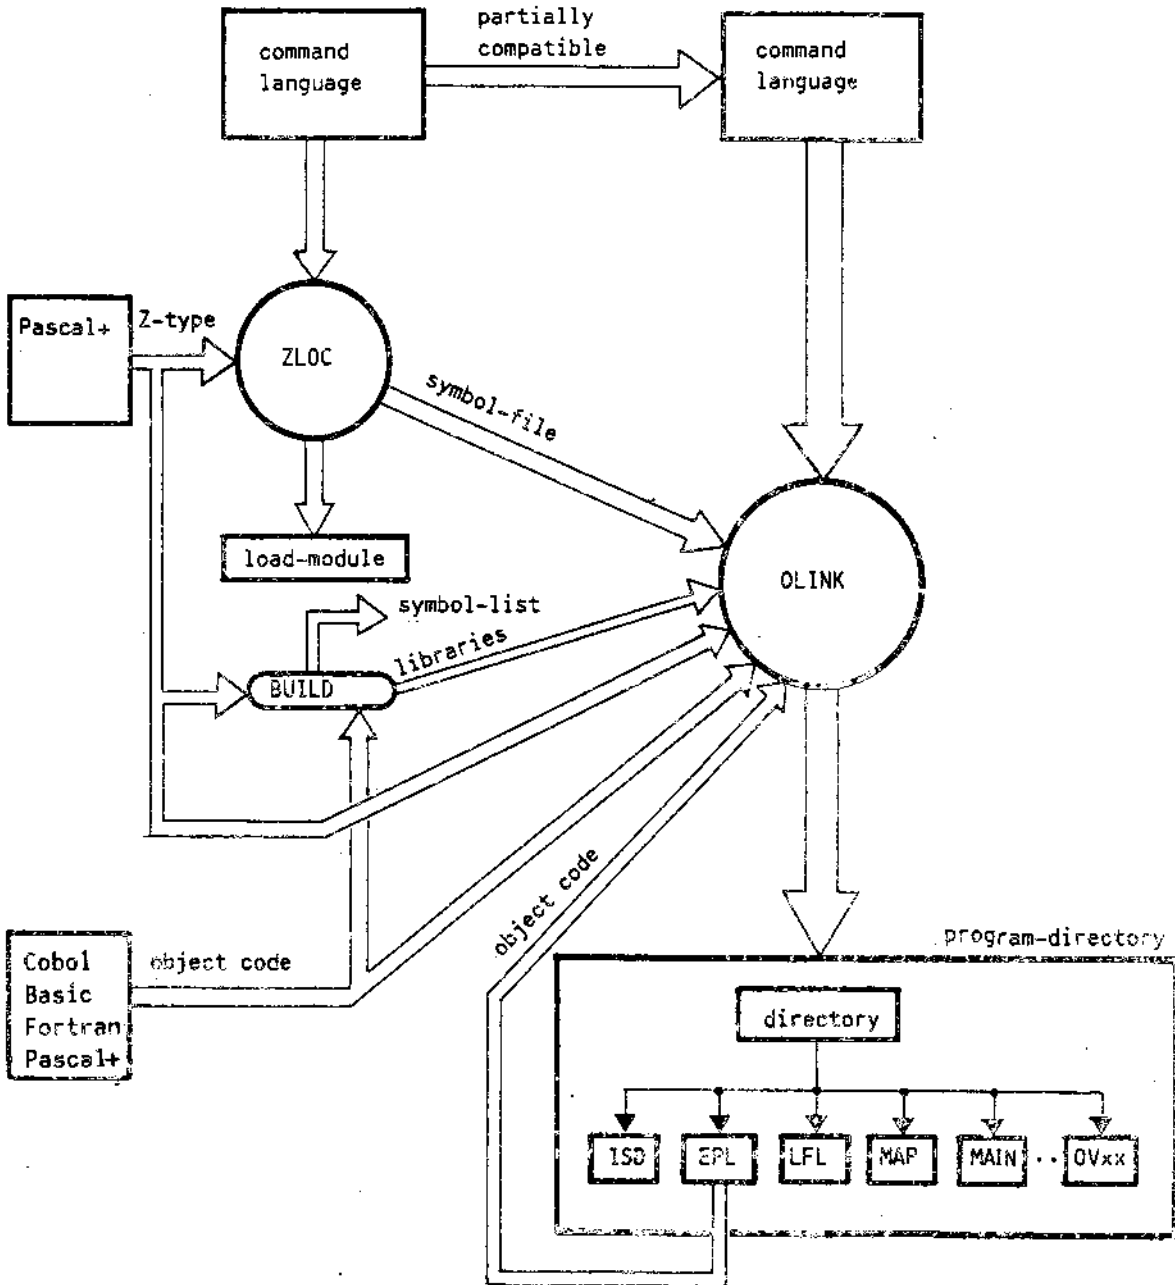 partially
compatible
command
language
command
language
Pascal+
Z-type
ZLOC
symbol-file
load-module
OLINK
symbol-list
libraries
BUILD
object code
Cobol
Basic
Fortran
Pascal+
object code
program-directory
directory
ISD
EPL
LFL
MAP
MAIN
..
OVxx